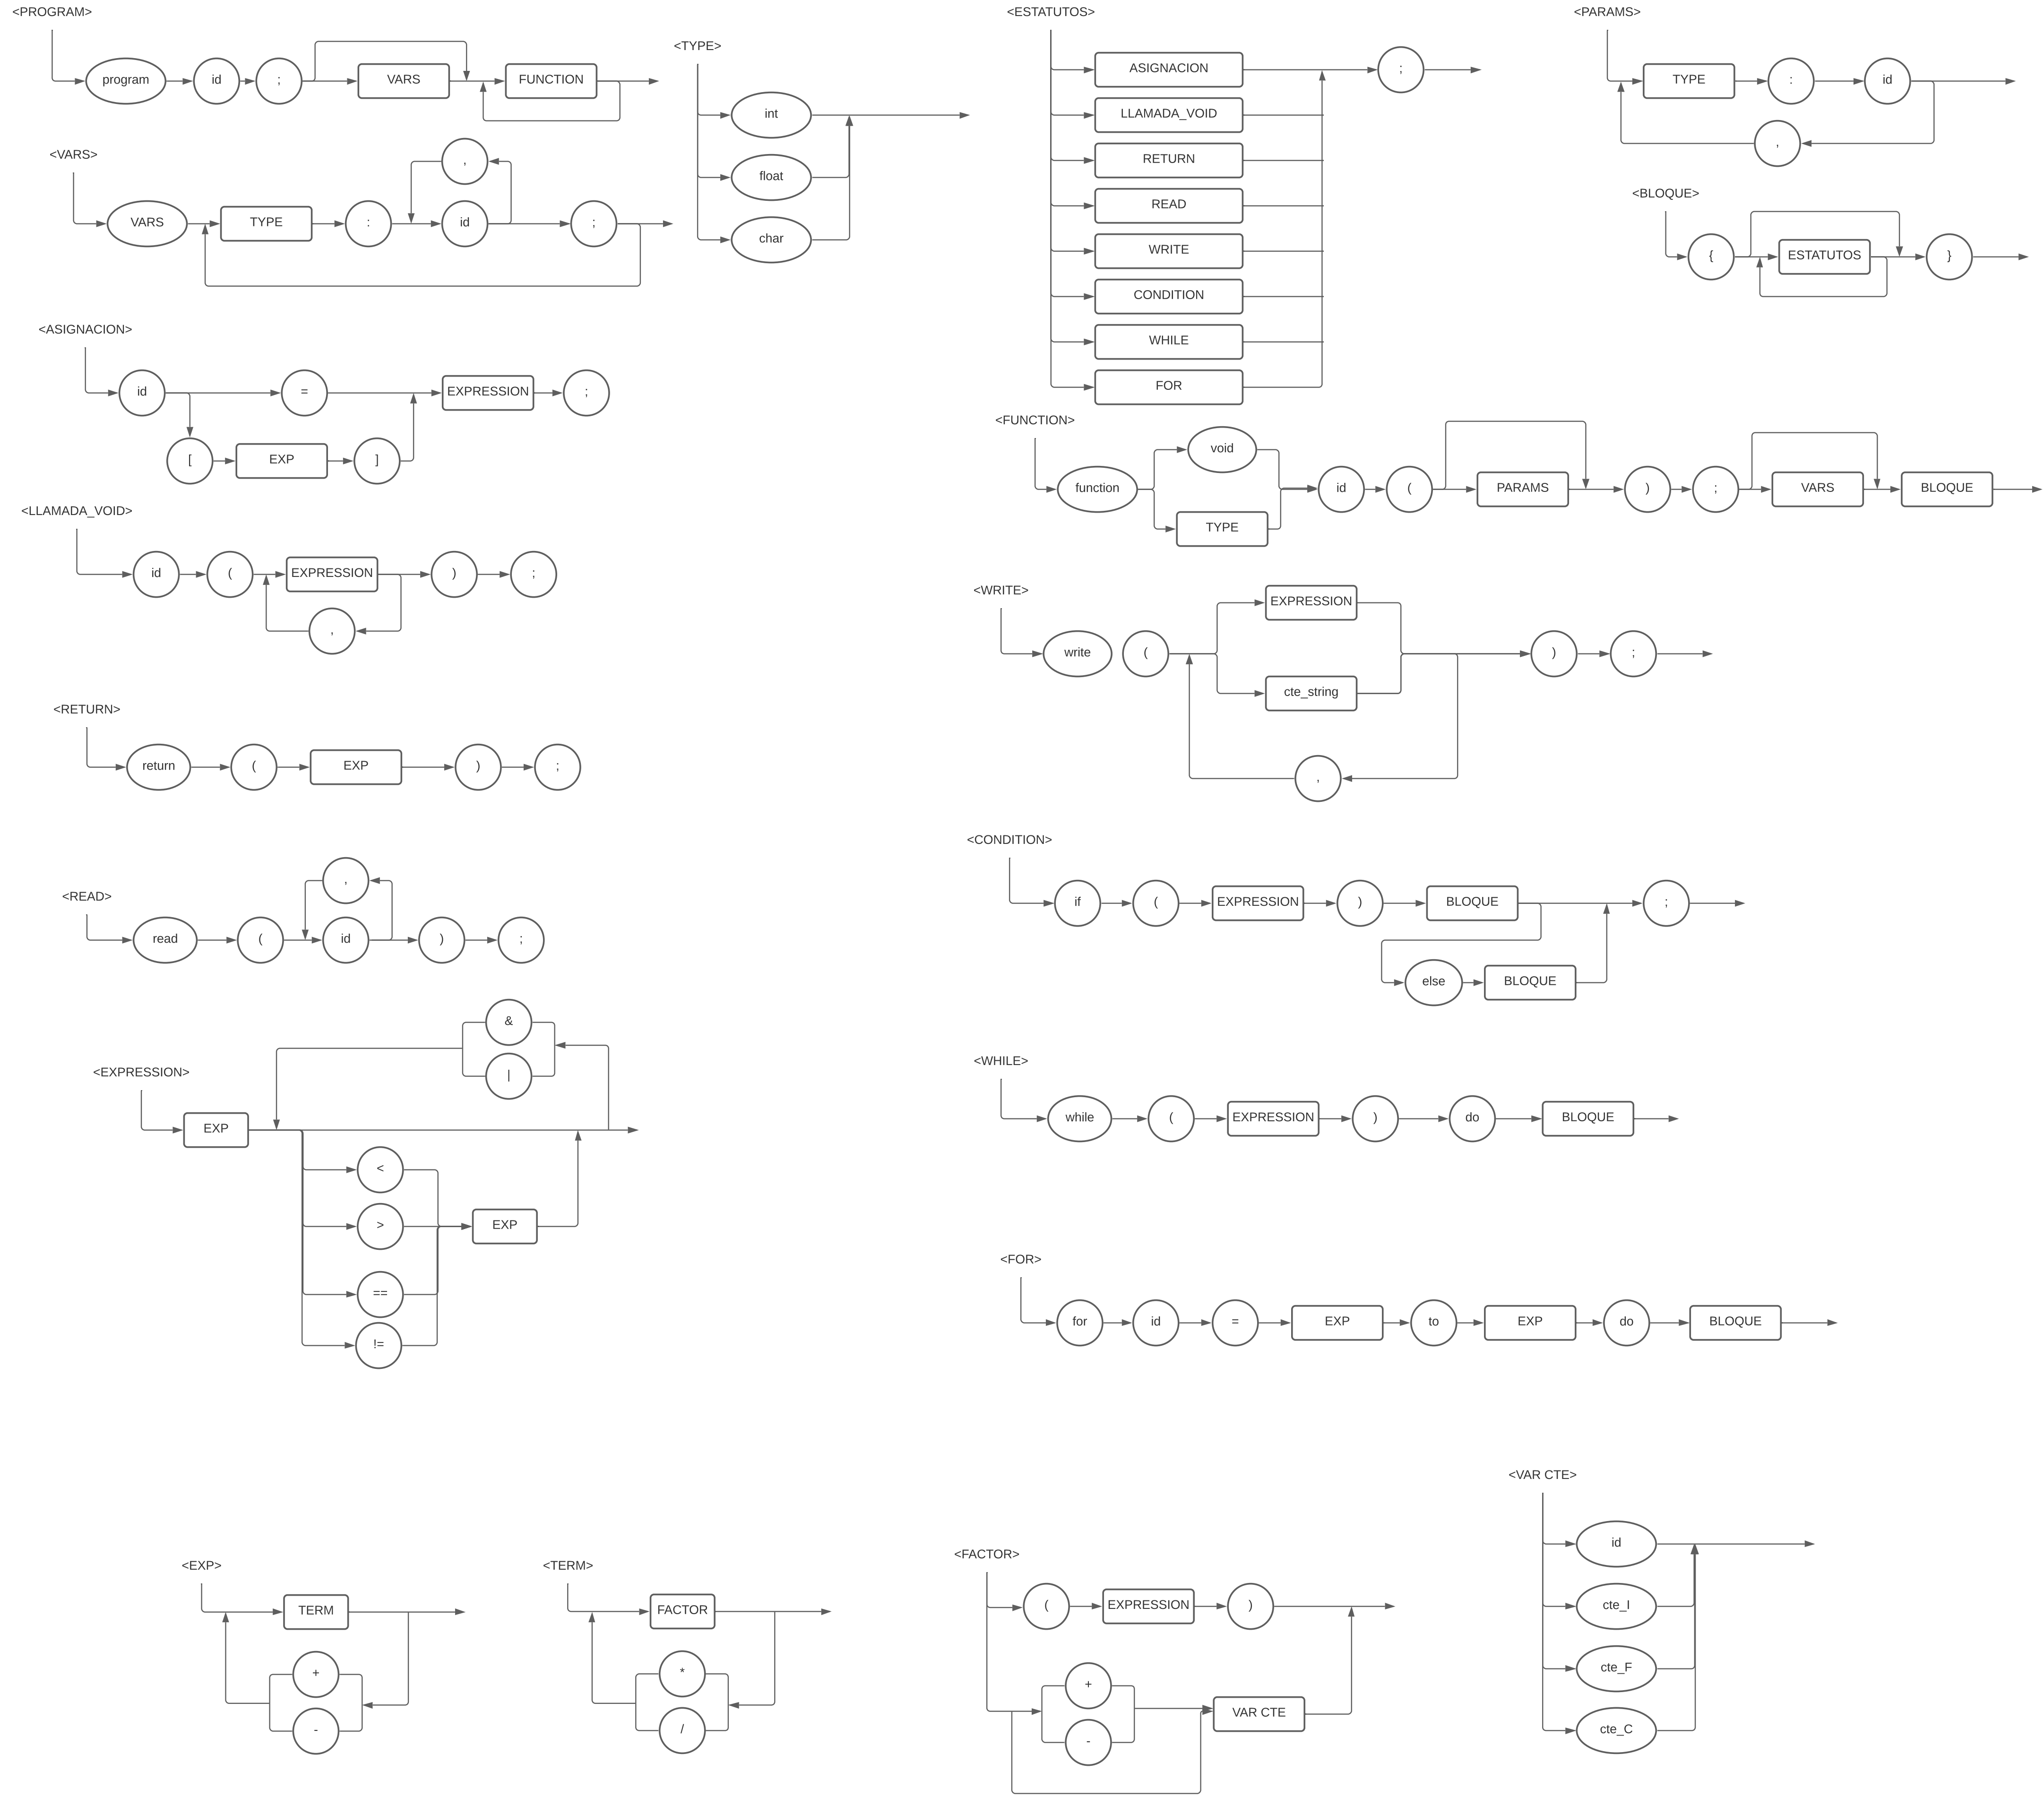 <PROGRAM>
program id ; VARS FUNCTION
<VARS>
,
VARS TYPE : id ;
<TYPE>
int
float
char
<ASIGNACION>
id = EXPRESSION ;
[ EXP ]
<LLAMADA_VOID>
id ( EXPRESSION ) ;
,
<RETURN>
return ( EXP ) ;
<READ>
,
read ( id ) ;
<EXPRESSION>
&
|
EXP
<
>
EXP
==
!=
<EXP>
TERM
+
-
<TERM>
FACTOR
*
/
<ESTATUTOS>
ASIGNACION ;
LLAMADA_VOID
RETURN
READ
WRITE
CONDITION
WHILE
FOR
<PARAMS>
TYPE : id
,
<BLOQUE>
{ ESTATUTOS }
<FUNCTION>
void
function id ( PARAMS ) ; VARS BLOQUE
TYPE
<WRITE>
EXPRESSION
write ( ) ;
cte_string
,
<CONDITION>
if ( EXPRESSION ) BLOQUE ;
else BLOQUE
<WHILE>
while ( EXPRESSION ) do BLOQUE
<FOR>
for id = EXP to EXP do BLOQUE
<FACTOR>
( EXPRESSION )
+
VAR CTE
-
<VAR CTE>
id
cte_I
cte_F
cte_C